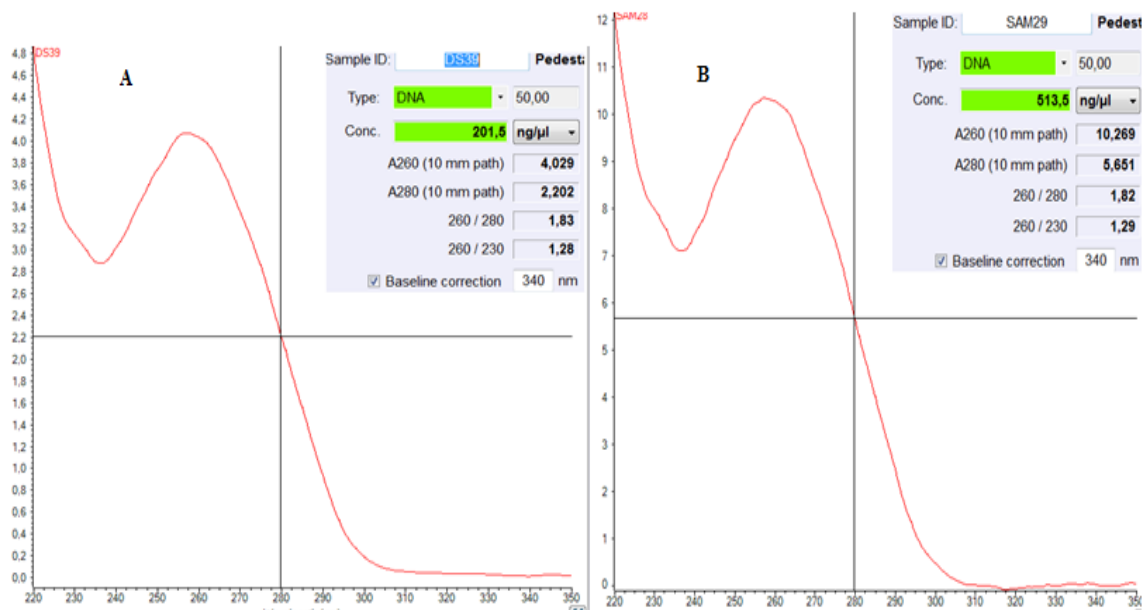 DS39
A
4,8
4,6
4,4
4,2
4,0
3,8
3,6
3,4
3,2
3,0
2,8
2,6
2,4
2,2
2,0
1,8
1,6
1,4
1,2
1,0
0,8
0,6
0,4
0,2
0,0
220 230 240 250 260 270 280 290 300 310 320 330 340 350
Sample ID: DS39 Pedesta
Type: DNA 50,00
Conc. 201,5 ng/µl
A260 (10 mm path) 4,029
A280 (10 mm path) 2,202
260 / 280 1,83
260 / 230 1,28
Baseline correction 340 nm
SAM28
B
12
11
10
9
8
7
6
5
4
3
2
1
0
220 230 240 250 260 270 280 290 300 310 320 330 340 350
Sample ID: SAM29 Pedest
Type: DNA 50,00
Conc. 513,5 ng/µl
A260 (10 mm path) 10,269
A280 (10 mm path) 5,651
260 / 280 1,82
260 / 230 1,29
Baseline correction 340 nm